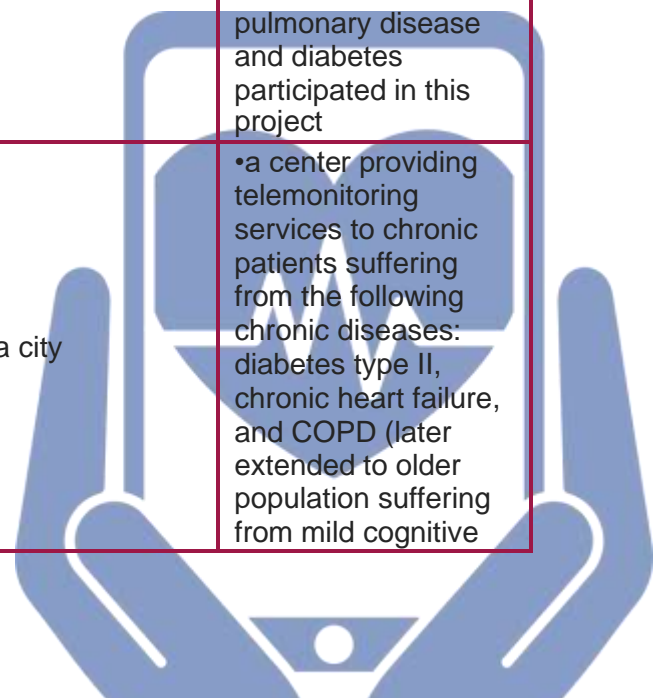 pulmonary disease
and diabetes
participated in this
project
a city
•a center providing
telemonitoring
services to chronic
patients suffering
from the following
chronic diseases:
diabetes type II,
chronic heart failure,
and COPD (later
extended to older
population suffering
from mild cognitive